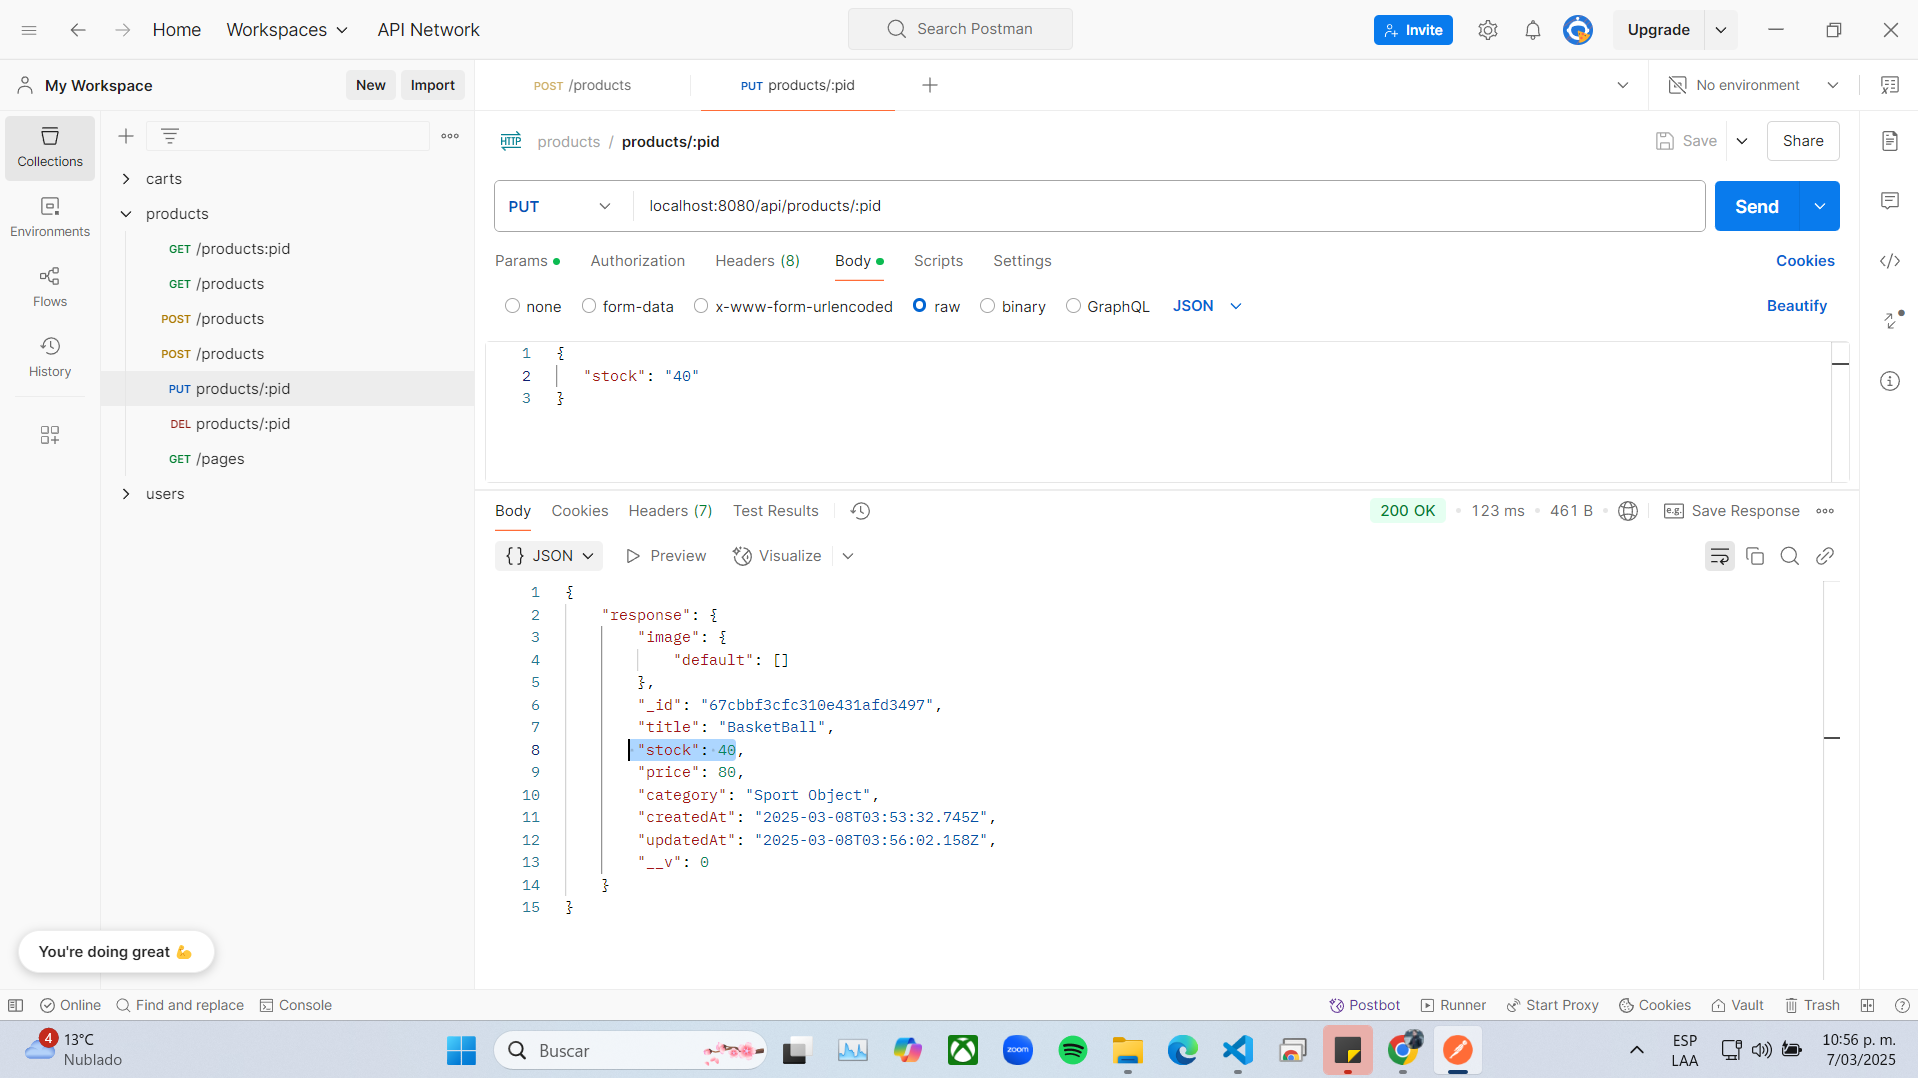 Home
Workspaces
API Network
Search Postman
Invite
Upgrade
My Workspace
New
Import
POST /products
PUT products/:pid
No environment
Collections
Environments
Flows
History
carts
products
GET /products:pid
GET /products
POST /products
POST /products
PUT products/:pid
DEL products/:pid
GET /pages
users
HTTP products / products/:pid
Save
Share
PUT
localhost:8080/api/products/:pid
Send
Params
Authorization
Headers (8)
Body
Scripts
Settings
Cookies
none
form-data
x-www-form-urlencoded
raw
binary
GraphQL
JSON
Beautify
1 {
2 "stock": "40"
3 }
Body
Cookies
Headers (7)
Test Results
200 OK
123 ms
461 B
e.g. Save Response
{} JSON
Preview
Visualize
1 {
2 "response": {
3 "image": {
4 "default": []
5 },
6 "_id": "67cbbf3cfc310e431afd3497",
7 "title": "BasketBall",
8 "stock": 40,
9 "price": 80,
10 "category": "Sport Object",
11 "createdAt": "2025-03-08T03:53:32.745Z",
12 "updatedAt": "2025-03-08T03:56:02.158Z",
13 "__v": 0
14 }
15 }
You're doing great 💪
Online
Find and replace
Console
Postbot
Runner
Start Proxy
Cookies
Vault
Trash
4
13°C
Nublado
Buscar
zoom
ESP
LAA
10:56 p. m.
7/03/2025